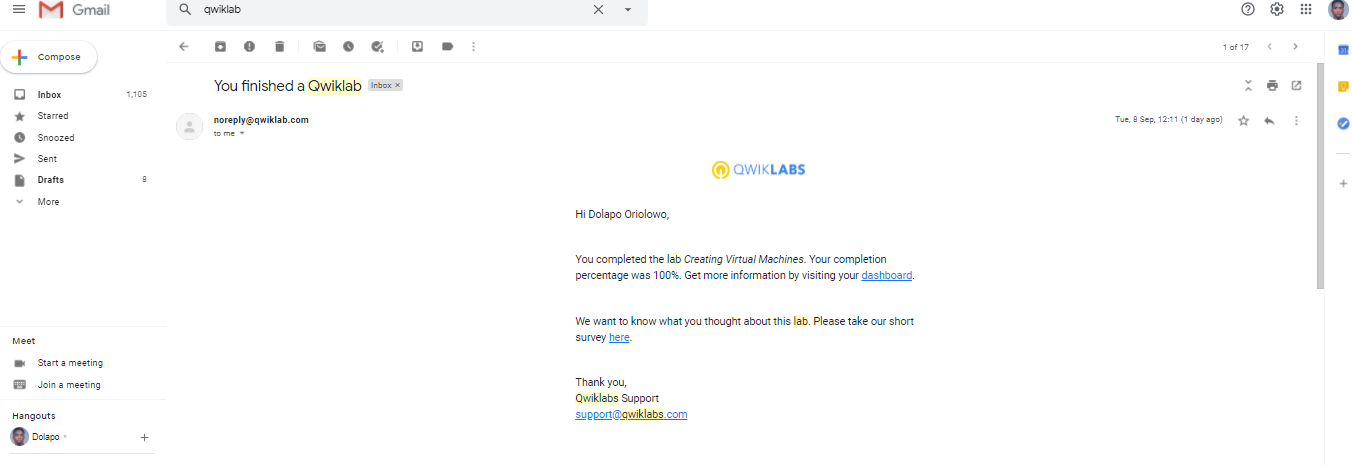 Gmail
qwiklab
Compose
1 of 17
Inbox 1,105
Starred
Snoozed
Sent
Drafts 8
More
You finished a Qwiklab Inbox ×
noreply@qwiklab.com
to me
Tue, 8 Sep, 12:11 (1 day ago)
QWIKLABS
Hi Dolapo Oriolowo,
You completed the lab Creating Virtual Machines. Your completion
percentage was 100%. Get more information by visiting your dashboard.
We want to know what you thought about this lab. Please take our short
survey here.
Thank you,
Qwiklabs Support
support@qwiklabs.com
Meet
Start a meeting
Join a meeting
Hangouts
Dolapo